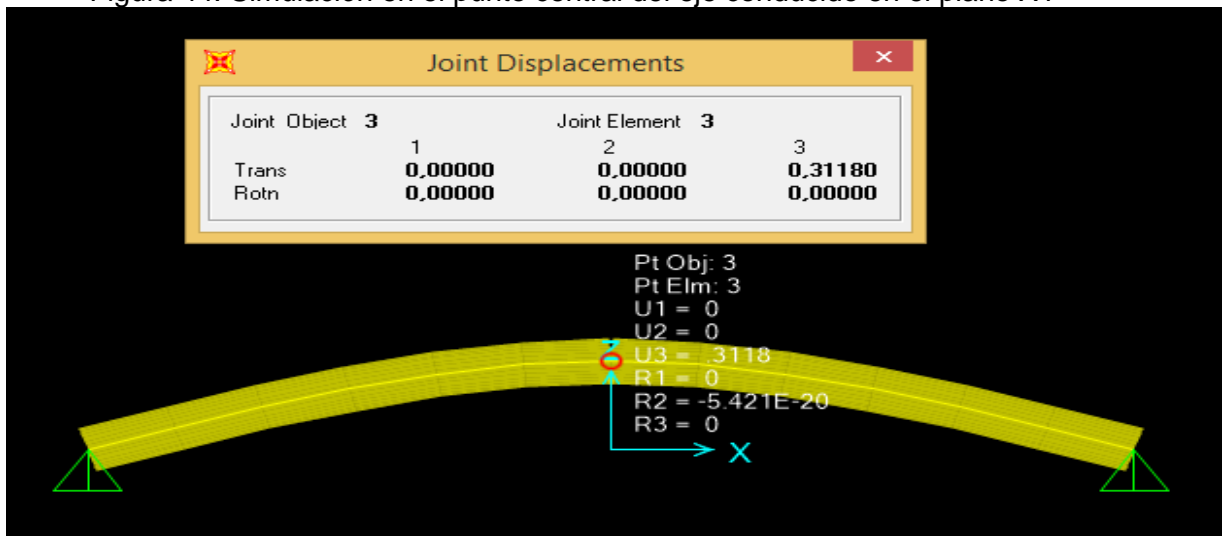 Joint Displacements
Joint Object 3 Joint Element 3
1 2 3
Trans 0,00000 0,00000 0,31180
Rotn 0,00000 0,00000 0,00000
Pt Obj: 3
Pt Elm: 3
U1 = 0
U2 = 0
U3 = .3118
R1 = 0
R2 = -5.421E-20
R3 = 0
X